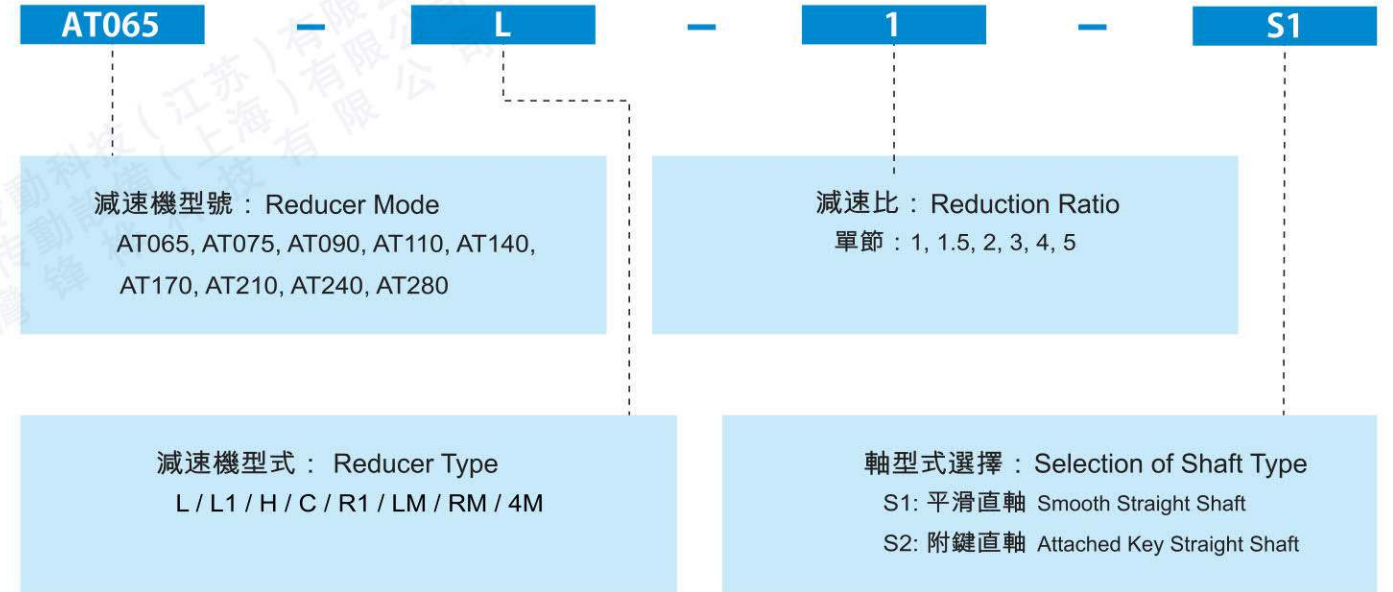 AT065 – L – 1 – S1
減速機型號：Reducer Mode
AT065, AT075, AT090, AT110, AT140,
AT170, AT210, AT240, AT280
減速比：Reduction Ratio
單節：1, 1.5, 2, 3, 4, 5
減速機型式： Reducer Type
L / L1 / H / C / R1 / LM / RM / 4M
軸型式選擇：Selection of Shaft Type
S1: 平滑直軸 Smooth Straight Shaft
S2: 附鍵直軸 Attached Key Straight Shaft